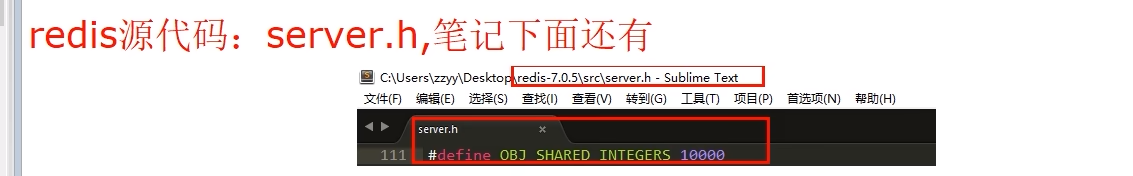 redis源代码：server.h,笔记下面还有
C:\Users\zzyy\Desktop\redis-7.0.5\src\server.h - Sublime Text
文件(F) 编辑(E) 选择(S) 查找(I) 查看(V) 转到(G) 工具(T) 项目(P) 首选项(N) 帮助(H)
server.h ×
111 #define OBJ_SHARED_INTEGERS 10000